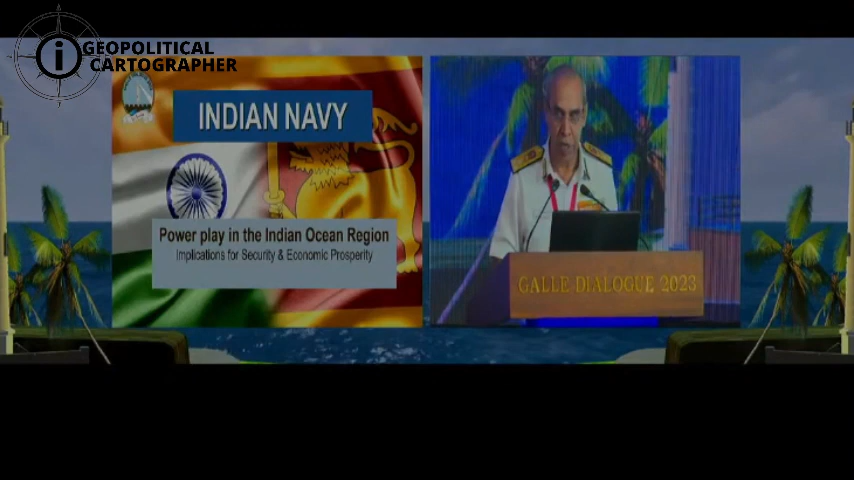 GEOPOLITICAL
CARTOGRAPHER
INDIAN NAVY
Power play in the Indian Ocean Region
Implications for Security & Economic Prosperity
GALLE DIALOGUE 2023